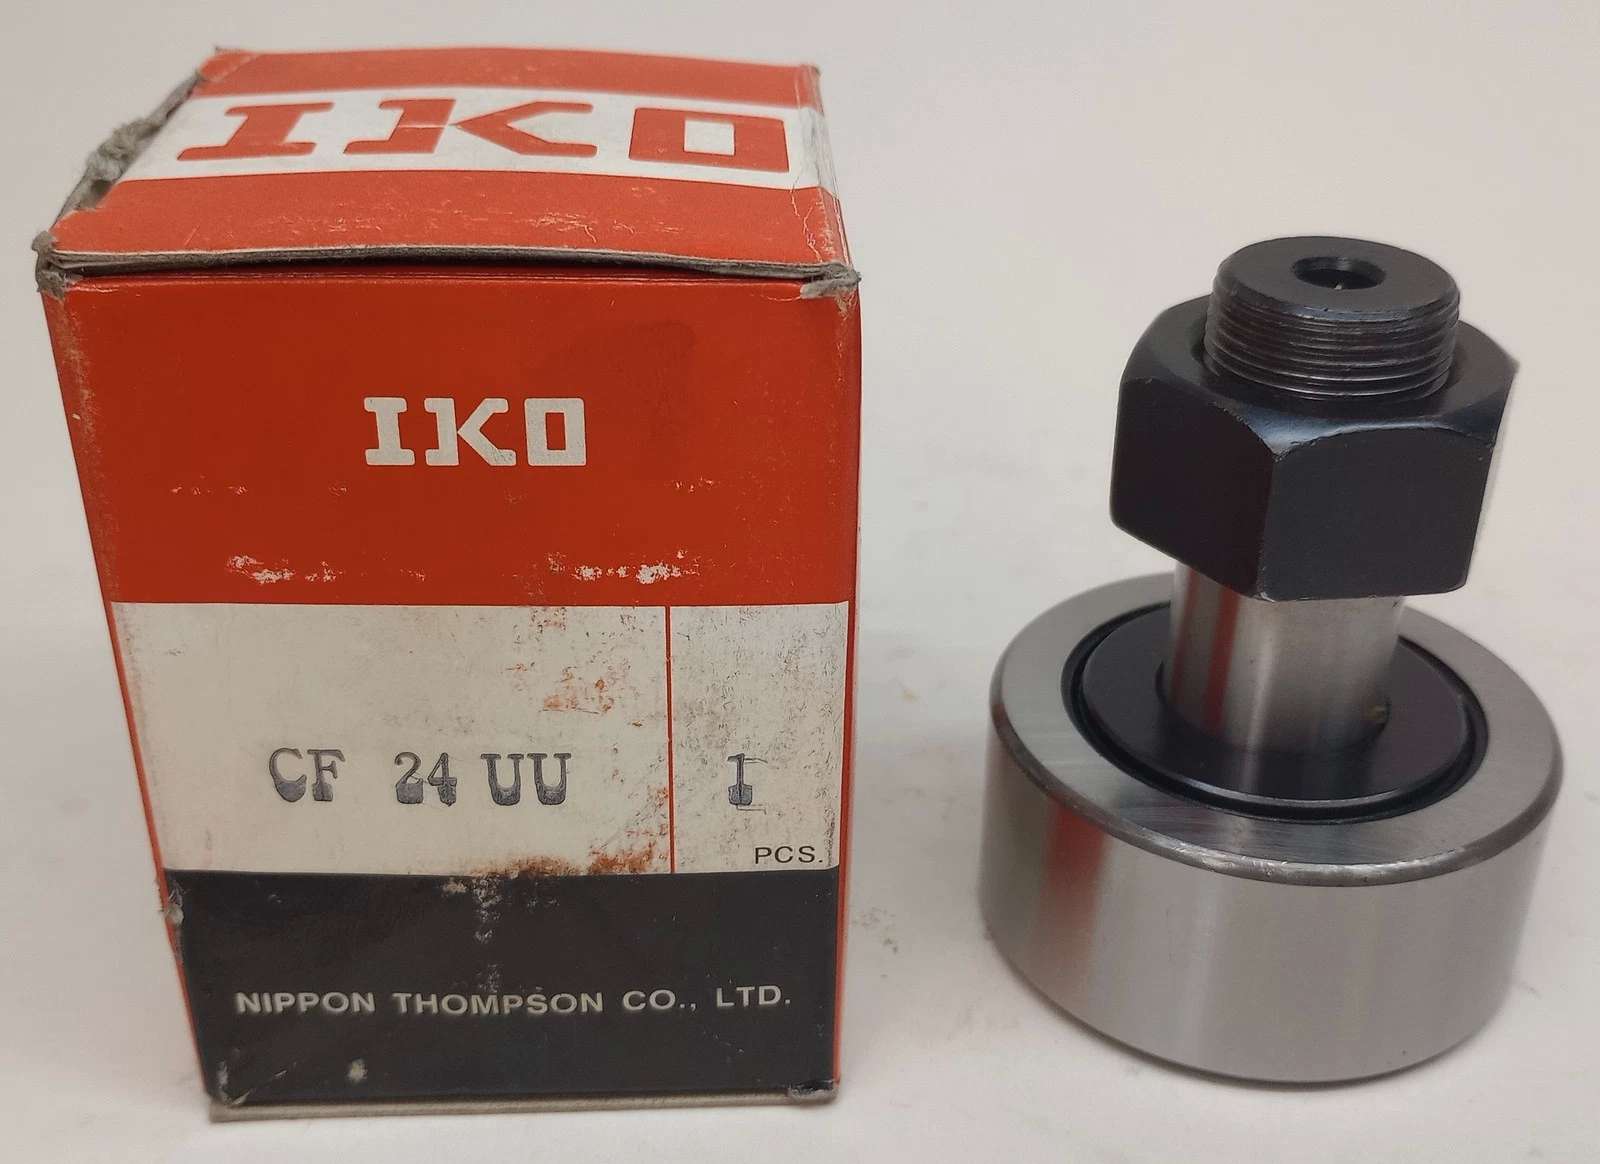 IKO
IKO
CF 24 UU 1
PCS.
NIPPON THOMPSON CO., LTD.